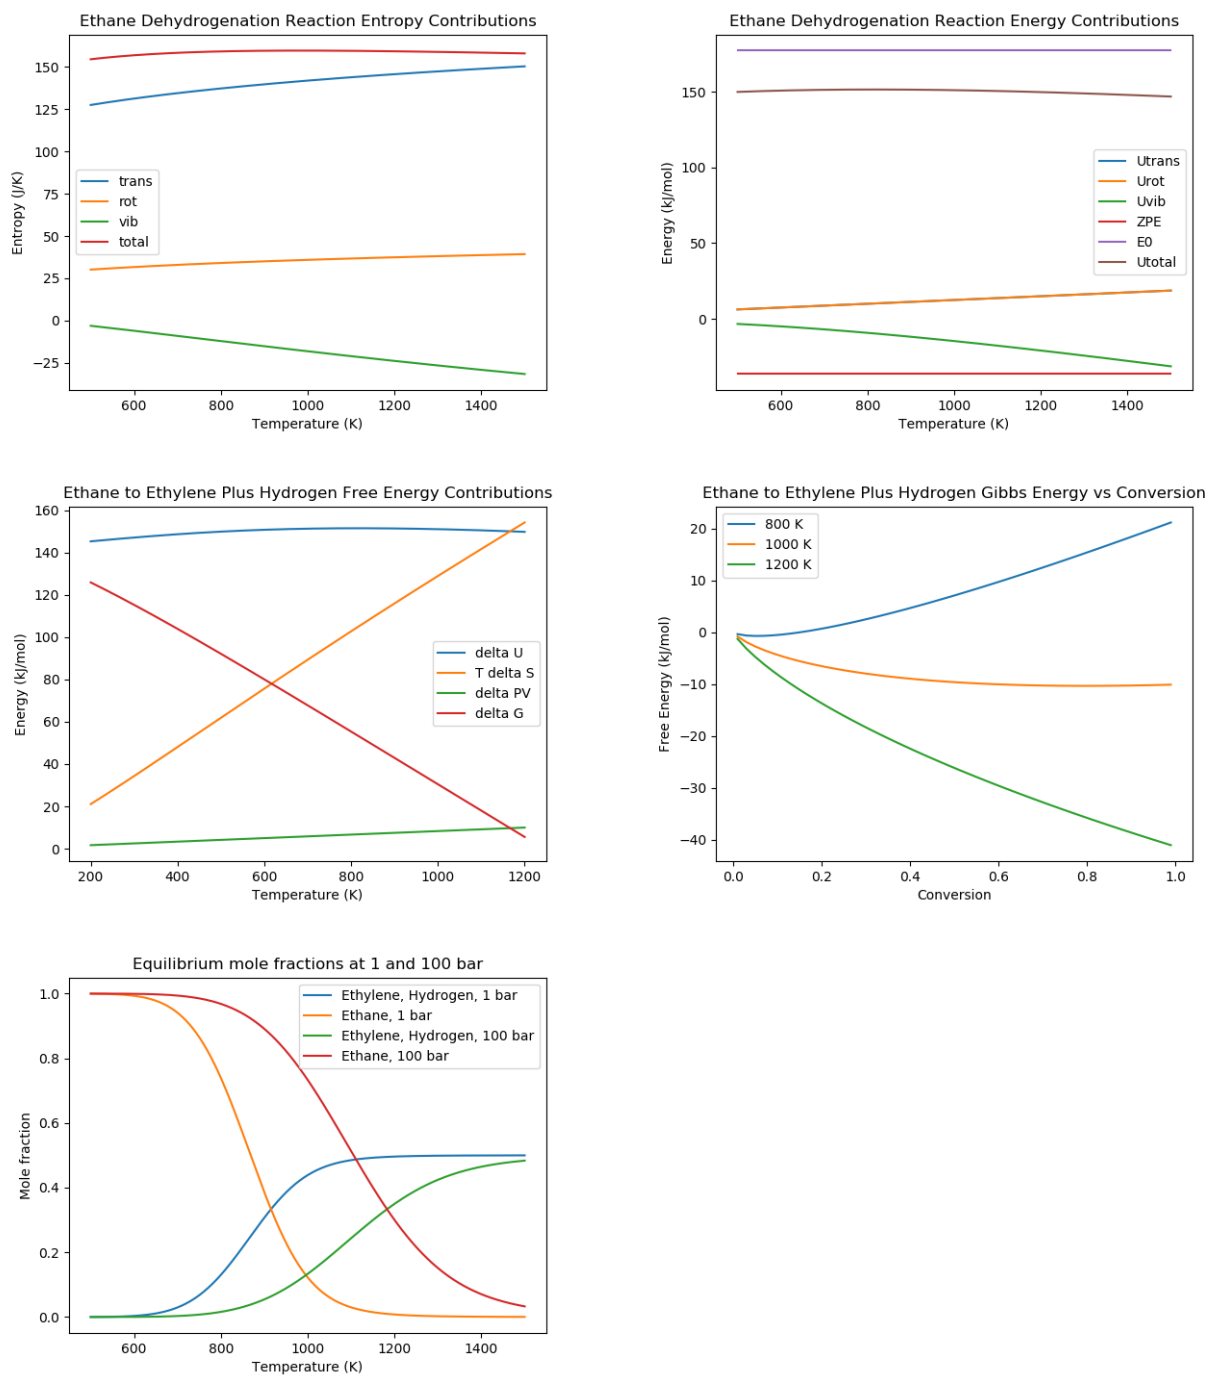 Ethane Dehydrogenation Reaction Entropy Contributions
Entropy (J/K)
150
125
100
75
50
25
0
−25
trans
rot
vib
total
600
800
1000
1200
1400
Temperature (K)
Ethane Dehydrogenation Reaction Energy Contributions
Energy (kJ/mol)
150
100
50
0
Utrans
Urot
Uvib
ZPE
E0
Utotal
600
800
1000
1200
1400
Temperature (K)
Ethane to Ethylene Plus Hydrogen Free Energy Contributions
Energy (kJ/mol)
160
140
120
100
80
60
40
20
0
delta U
T delta S
delta PV
delta G
200
400
600
800
1000
1200
Temperature (K)
Ethane to Ethylene Plus Hydrogen Gibbs Energy vs Conversion
Free Energy (kJ/mol)
20
10
0
−10
−20
−30
−40
800 K
1000 K
1200 K
0.0
0.2
0.4
0.6
0.8
1.0
Conversion
Equilibrium mole fractions at 1 and 100 bar
Mole fraction
1.0
0.8
0.6
0.4
0.2
0.0
Ethylene, Hydrogen, 1 bar
Ethane, 1 bar
Ethylene, Hydrogen, 100 bar
Ethane, 100 bar
600
800
1000
1200
1400
Temperature (K)